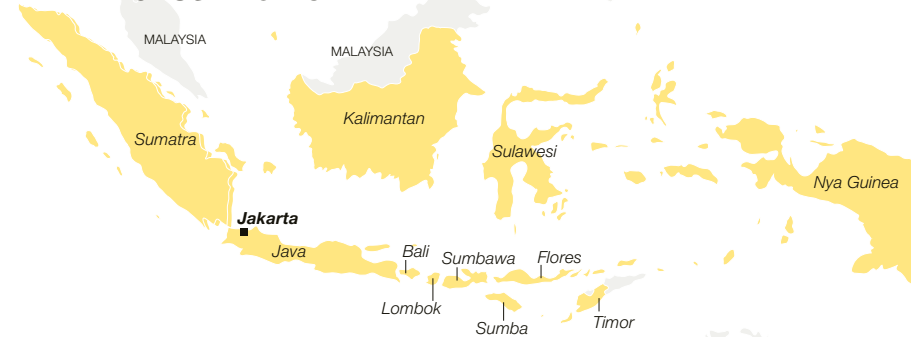 MALAYSIA
MALAYSIA
Kalimantan
Sumatra
Sulawesi
Nya Guinea
Jakarta
Java
Bali
Sumbawa
Flores
Lombok
Sumba
Timor